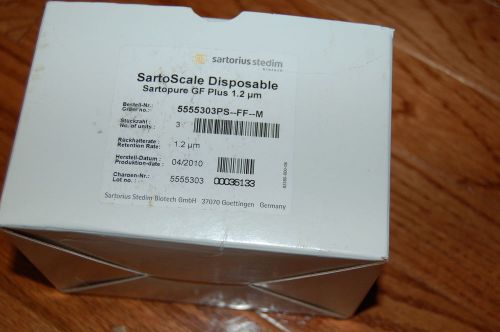 sartorius stedim
SartoScale Disposable
Sartopure GF Plus 1.2 µm
Bestell-Nr.:
Order no.:
5555303PS--FF--M
Stückzahl :
No. of units :
3
Rückhalterate :
Retention Rate:
1.2 µm
Herstell-Datum :
Produktion-date :
04/2010
Chargen-Nr.:
Lot no. :
5555303 00036133
Sartorius Stedim Biotech GmbH 37070 Goettingen Germany